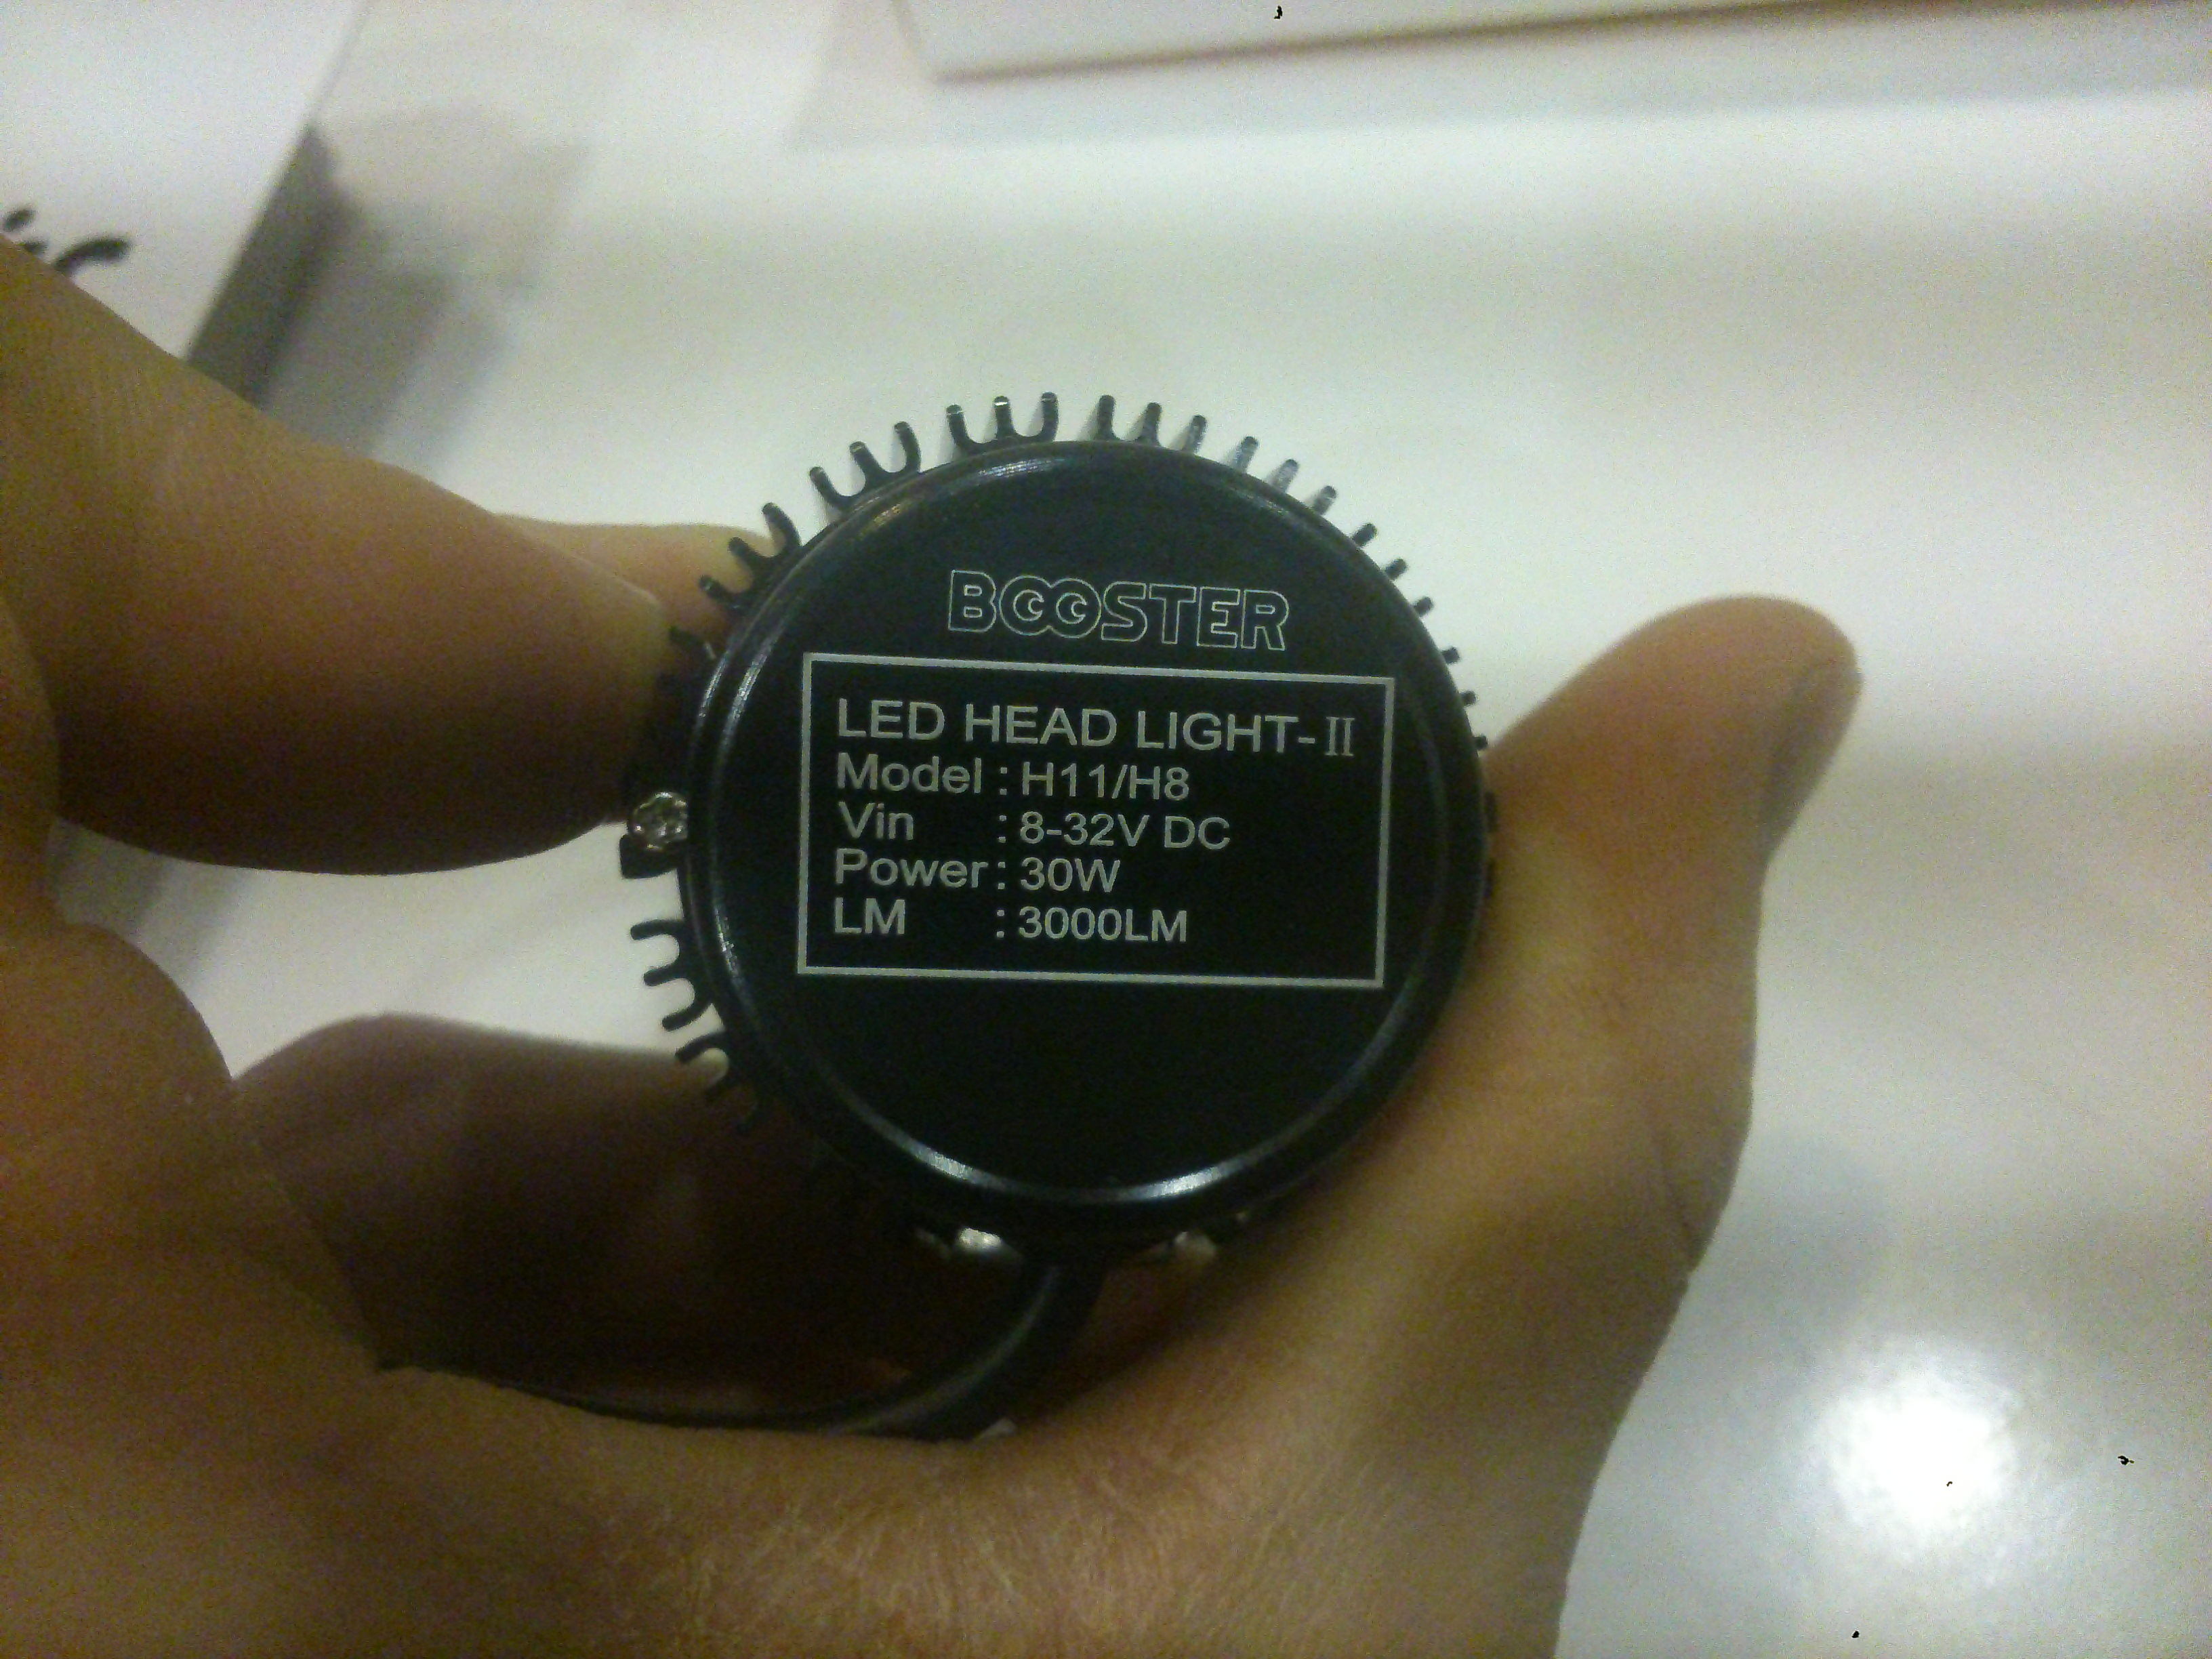 BOOSTER
LED HEAD LIGHT-II
Model : H11/H8
Vin : 8-32V DC
Power : 30W
LM : 3000LM